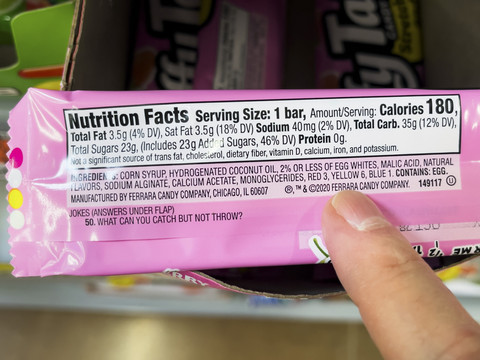 Nutrition Facts Serving Size: 1 bar, Amount/Serving: Calories 180,
Total Fat 3.5g (4% DV), Sat Fat 3.5g (18% DV) Sodium 40mg (2% DV), Total Carb. 35g (12% DV),
Total Sugars 23g, (Includes 23g Added Sugars, 46% DV) Protein 0g.
Not a significant source of trans fat, cholesterol, dietary fiber, vitamin D, calcium, iron, and potassium.
INGREDIENTS: CORN SYRUP, HYDROGENATED COCONUT OIL, 2% OR LESS OF EGG WHITES, MALIC ACID, NATURAL
FLAVORS, SODIUM ALGINATE, CALCIUM ACETATE, MONOGLYCERIDES, RED 3, YELLOW 6, BLUE 1. CONTAINS: EGG.
MANUFACTURED BY FERRARA CANDY COMPANY, CHICAGO, IL 60607 ®, ™ & ©2020 FERRARA CANDY COMPANY. 149117 U
JOKES (ANSWERS UNDER FLAP)
50. WHAT CAN YOU CATCH BUT NOT THROW?